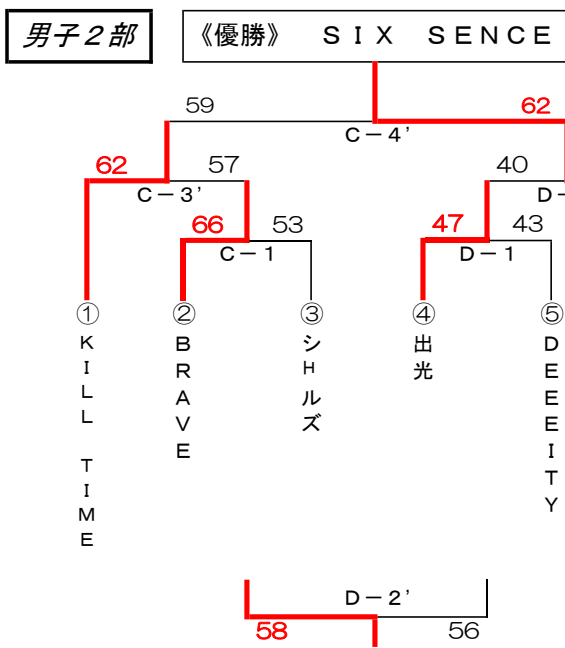 男子２部
《優勝》 ＳＩＸ ＳＥＮＣＥ
59 62
Ｃ－４’
62 57 40
Ｃ－３’ Ｄ－
66 53 47 43
Ｃ－１ Ｄ－１
① ② ③ ④ ⑤
ＫＩＬＬ ＴＩＭＥ
ＢＲＡＶＥ
シＨルズ
出光
ＤＥＥＥＩＴＹ
Ｄ－２’
58 56